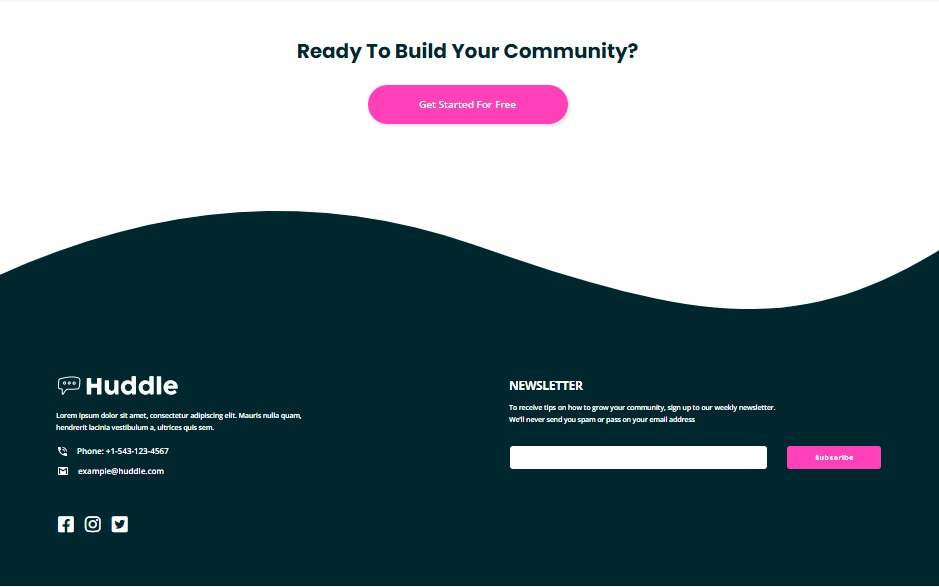 Ready To Build Your Community?
Get Started For Free
Huddle
Lorem ipsum dolor sit amet, consectetur adipiscing elit. Mauris nulla quam,
hendrerit lacinia vestibulum a, ultrices quis sem.
Phone: +1-543-123-4567
example@huddle.com
NEWSLETTER
To receive tips on how to grow your community, sign up to our weekly newsletter.
We'll never send you spam or pass on your email address
Subscribe